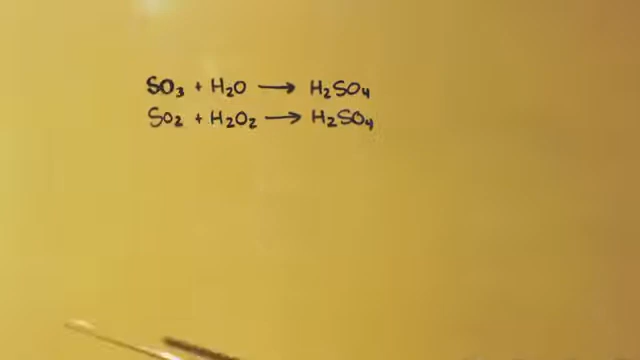 SO₃ + H₂O → H₂SO₄
SO₂ + H₂O₂ → H₂SO₄